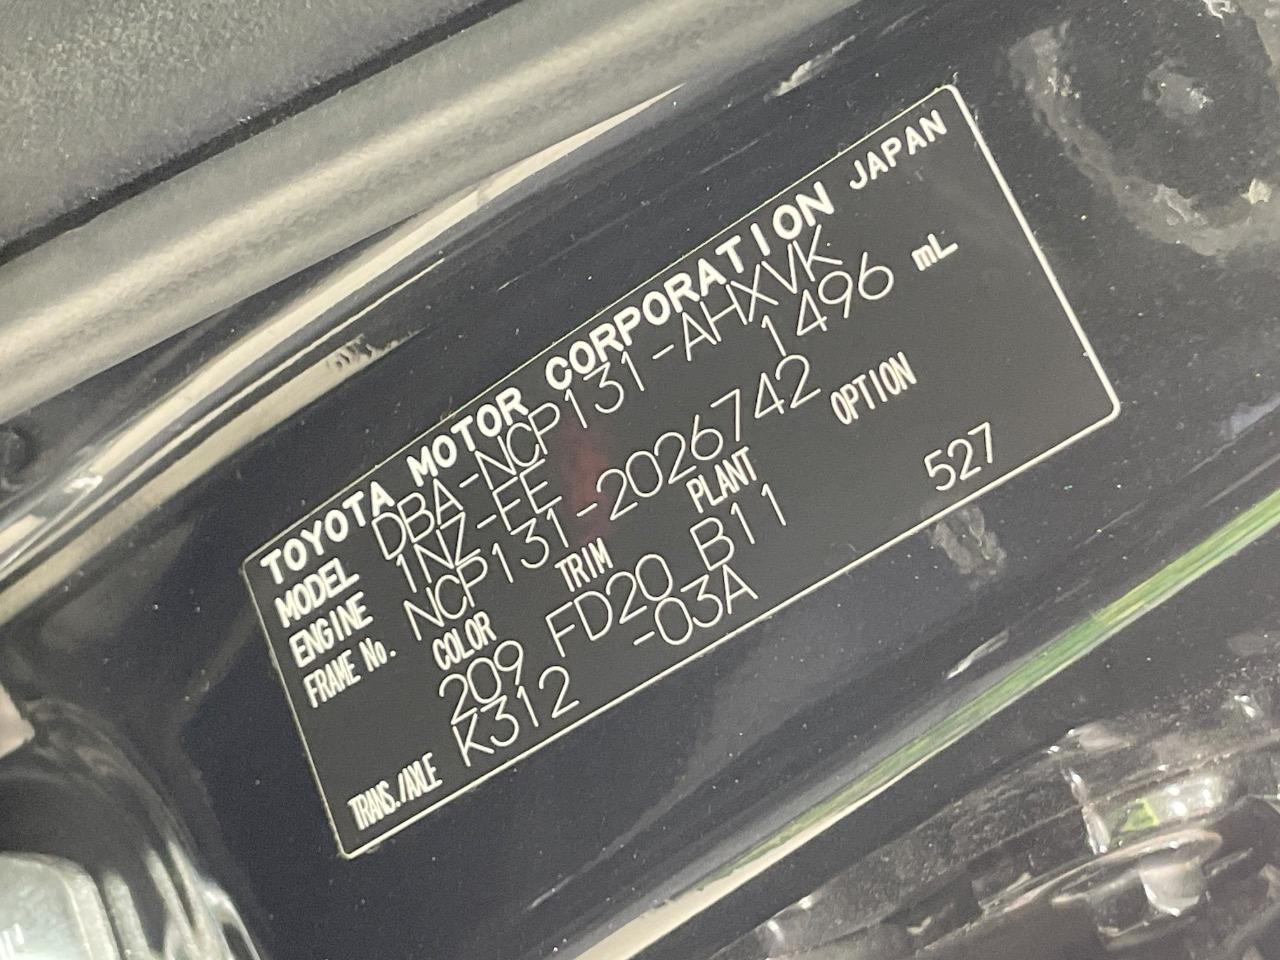 TOYOTA MOTOR CORPORATION JAPAN
MODEL DBA-NCP131-AHXVK
ENGINE 1NZ-FE 1496 mL
FRAME No. NCP131-2026742
COLOR TRIM PLANT OPTION
209 FD20 B11 527
TRANS./AXLE K312 -03A